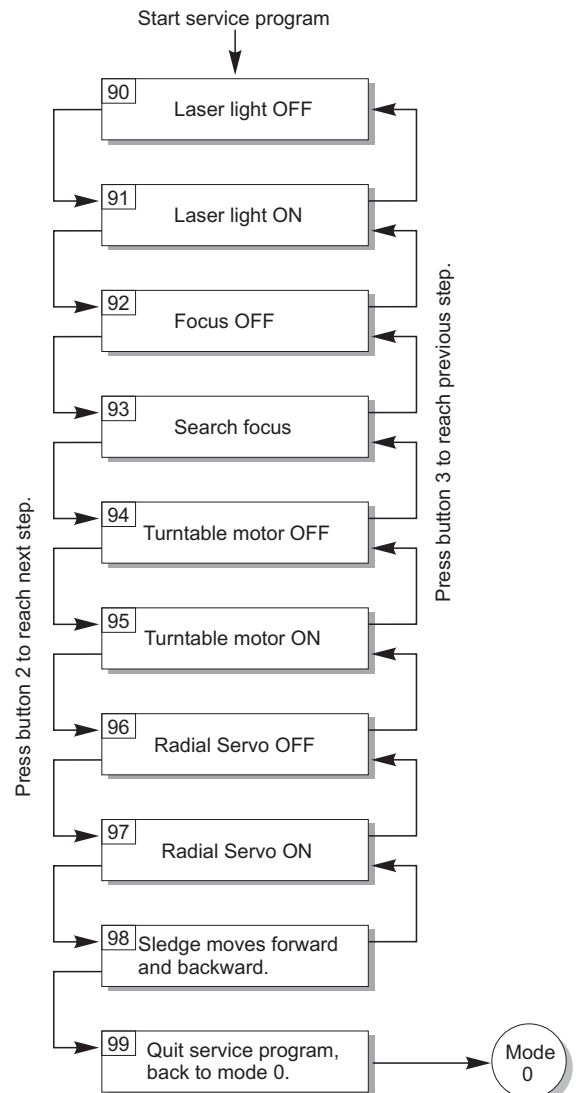 Start service program
90
Laser light OFF
91
Laser light ON
92
Focus OFF
93
Search focus
94
Turntable motor OFF
95
Turntable motor ON
96
Radial Servo OFF
97
Radial Servo ON
98
Sledge moves forward
and backward.
99
Quit service program,
back to mode 0.
Mode
0
Press button 2 to reach next step.
Press button 3 to reach previous step.